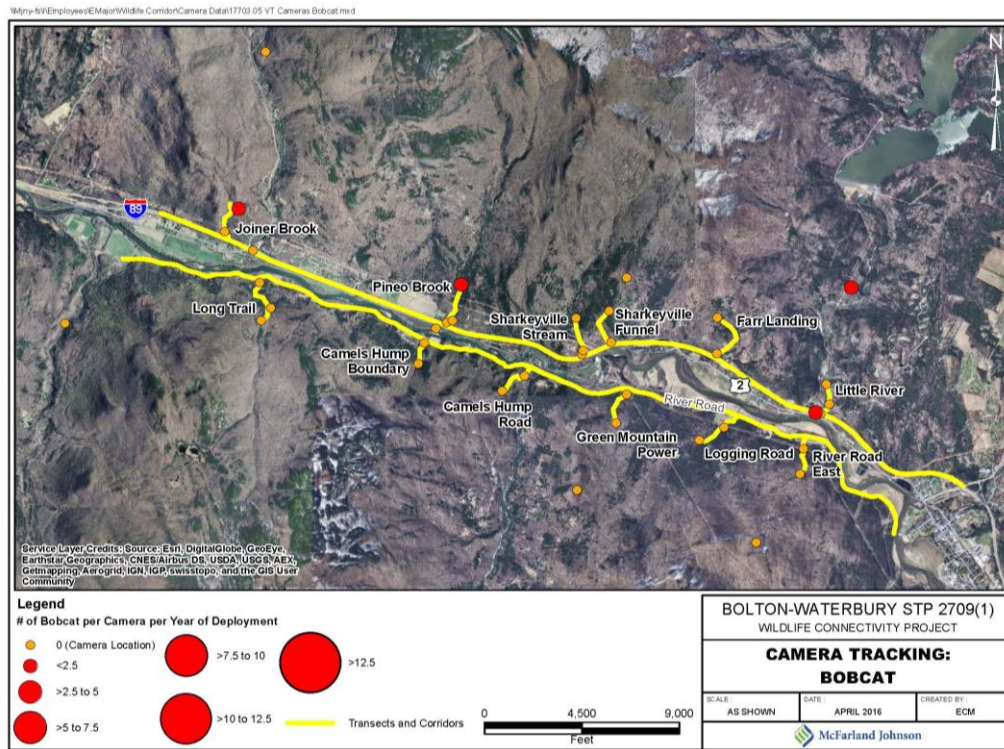 \\Mjny-fs\I\Employees\EMajor\Wildlife Corridor\Camera Data\17703.05 VT Cameras Bobcat.mxd
N
89
Joiner Brook
Pineo Brook
Long Trail
Sharkeyville
Stream
Sharkeyville
Funnel
Farr Landing
Camels Hump
Boundary
2
Little River
Camels Hump
Road
River Road
Green Mountain
Power
Logging Road
River Road
East
Service Layer Credits: Source: Esri, DigitalGlobe, GeoEye,
Earthstar Geographics, CNES/Airbus DS, USDA, USGS, AEX,
Getmapping, Aerogrid, IGN, IGP, swisstopo, and the GIS User
Community
Legend
# of Bobcat per Camera per Year of Deployment
0 (Camera Location)
<2.5
>2.5 to 5
>5 to 7.5
>7.5 to 10
>10 to 12.5
>12.5
Transects and Corridors
0 4,500 9,000
Feet
BOLTON-WATERBURY STP 2709(1)
WILDLIFE CONNECTIVITY PROJECT
CAMERA TRACKING:
BOBCAT
SCALE: DATE: CREATED BY:
AS SHOWN APRIL 2016 ECM
McFarland Johnson